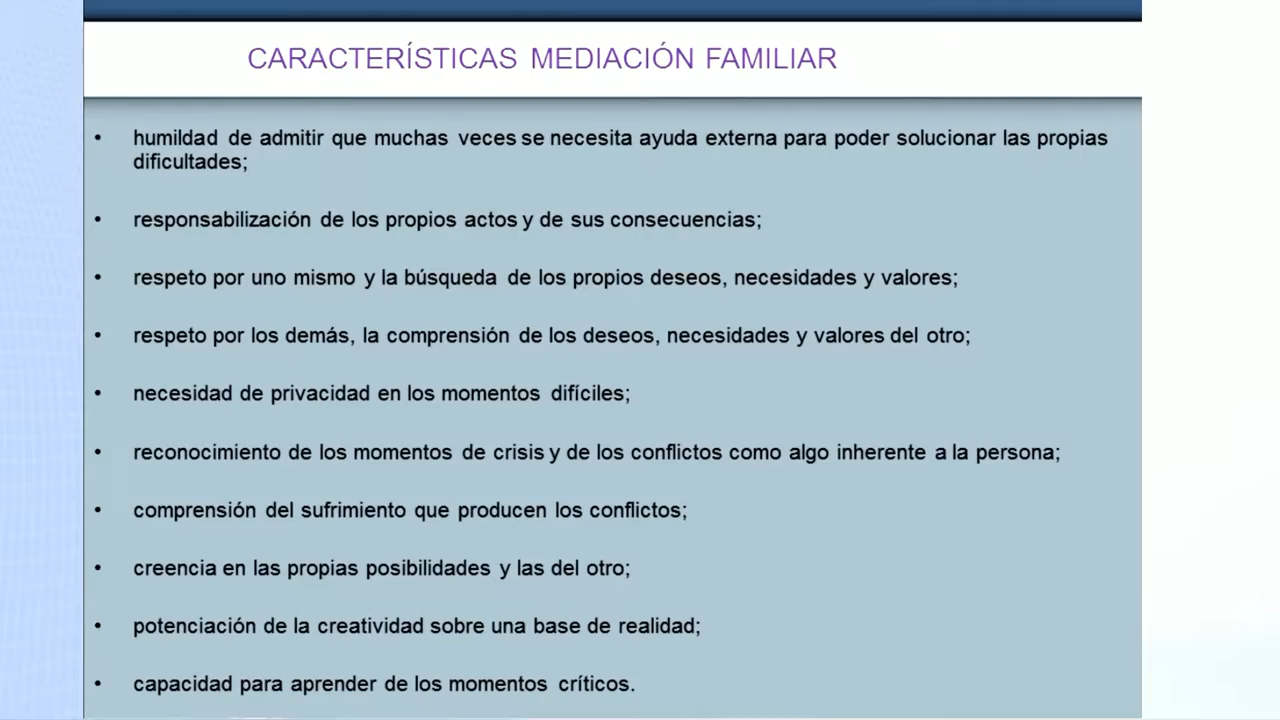 CARACTERÍSTICAS MEDIACIÓN FAMILIAR
• humildad de admitir que muchas veces se necesita ayuda externa para poder solucionar las propias
dificultades;
• responsabilización de los propios actos y de sus consecuencias;
• respeto por uno mismo y la búsqueda de los propios deseos, necesidades y valores;
• respeto por los demás, la comprensión de los deseos, necesidades y valores del otro;
• necesidad de privacidad en los momentos difíciles;
• reconocimiento de los momentos de crisis y de los conflictos como algo inherente a la persona;
• comprensión del sufrimiento que producen los conflictos;
• creencia en las propias posibilidades y las del otro;
• potenciación de la creatividad sobre una base de realidad;
• capacidad para aprender de los momentos críticos.